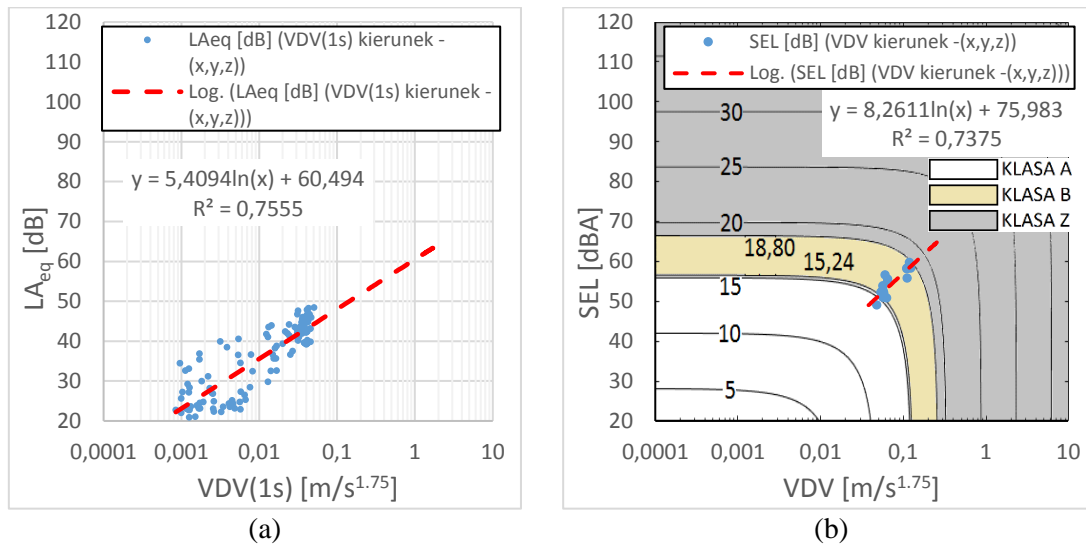 120
110
100
90
80
70
60
50
40
30
20
LAeq [dB]
LAeq [dB] (VDV(1s) kierunek -
(x,y,z))
Log. (LAeq [dB] (VDV(1s) kierunek -
(x,y,z)))
y = 5,4094ln(x) + 60,494
R² = 0,7555
0,0001 0,001 0,01 0,1 1 10
VDV(1s) [m/s1.75]
(a)
120
110
100
90
80
70
60
50
40
30
20
SEL [dBA]
SEL [dB] (VDV kierunek -(x,y,z))
Log. (SEL [dB] (VDV kierunek -(x,y,z)))
y = 8,2611ln(x) + 75,983
R² = 0,7375
KLASA A
KLASA B
KLASA Z
30
25
20
18,80
15,24
15
10
5
0,0001 0,001 0,01 0,1 1 10
VDV [m/s1.75]
(b)